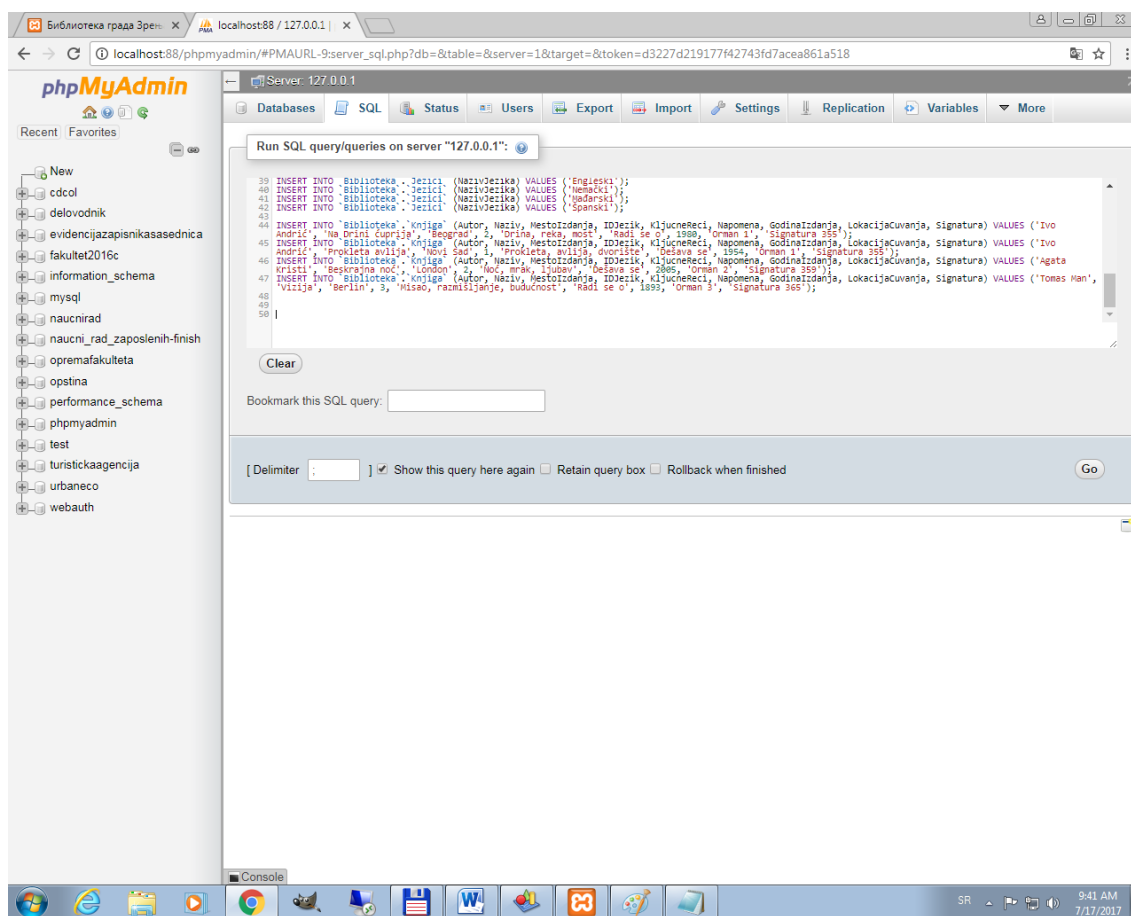 Библиотека града Зрењ
localhost:88 / 127.0.0.1 |
localhost:88/phpmyadmin/#PMAURL-9:server_sql.php?db=&table=&server=1&target=&token=d3227d219177f42743fd7acea861a518
phpMyAdmin
Recent Favorites
New
cdcol
delovodnik
evidencijazapisnikasasednica
fakultet2016c
information_schema
mysql
naucnirad
naucni_rad_zaposlenih-finish
opremafakulteta
opstina
performance_schema
phpmyadmin
test
turistickaagencija
urbaneco
webauth
Server: 127.0.0.1
Databases SQL Status Users Export Import Settings Replication Variables More
Run SQL query/queries on server "127.0.0.1":
39 INSERT INTO `Biblioteka`.`Jezici` (NazivJezika) VALUES ('Engleski');
40 INSERT INTO `Biblioteka`.`Jezici` (NazivJezika) VALUES ('Nemački');
41 INSERT INTO `Biblioteka`.`Jezici` (NazivJezika) VALUES ('Mađarski');
42 INSERT INTO `Biblioteka`.`Jezici` (NazivJezika) VALUES ('Španski');
43
44 INSERT INTO `Biblioteka`.`Knjiga` (Autor, Naziv, MestoIzdanja, IDJezik, KljucneReci, Napomena, GodinaIzdanja, LokacijaCuvanja, Signatura) VALUES ('Ivo
Andrić', 'Na Drini ćuprija', 'Beograd', 2, 'Drina, reka, most', 'Radi se o', 1980, 'Orman 1', 'Signatura 355');
45 INSERT INTO `Biblioteka`.`Knjiga` (Autor, Naziv, MestoIzdanja, IDJezik, KljucneReci, Napomena, GodinaIzdanja, LokacijaCuvanja, Signatura) VALUES ('Ivo
Andrić', 'Prokleta avlija', 'Novi Sad', 1, 'Prokleta, avlija, dvorište', 'Dešava se', 1954, 'Orman 1', 'Signatura 355');
46 INSERT INTO `Biblioteka`.`Knjiga` (Autor, Naziv, MestoIzdanja, IDJezik, KljucneReci, Napomena, GodinaIzdanja, LokacijaCuvanja, Signatura) VALUES ('Agata
Kristi', 'Beskrajna noć', 'London', 2, 'Noć, mrak, ljubav', 'Dešava se', 2005, 'Orman 2', 'Signatura 359');
47 INSERT INTO `Biblioteka`.`Knjiga` (Autor, Naziv, MestoIzdanja, IDJezik, KljucneReci, Napomena, GodinaIzdanja, LokacijaCuvanja, Signatura) VALUES ('Tomas Man',
'Vizija', 'Berlin', 3, 'Misao, razmišljanje, budućnost', 'Radi se o', 1893, 'Orman 3', 'Signatura 365');
48
49
50
Clear
Bookmark this SQL query:
[ Delimiter ; ] Show this query here again Retain query box Rollback when finished
Go
Console
SR
9:41 AM
7/17/2017